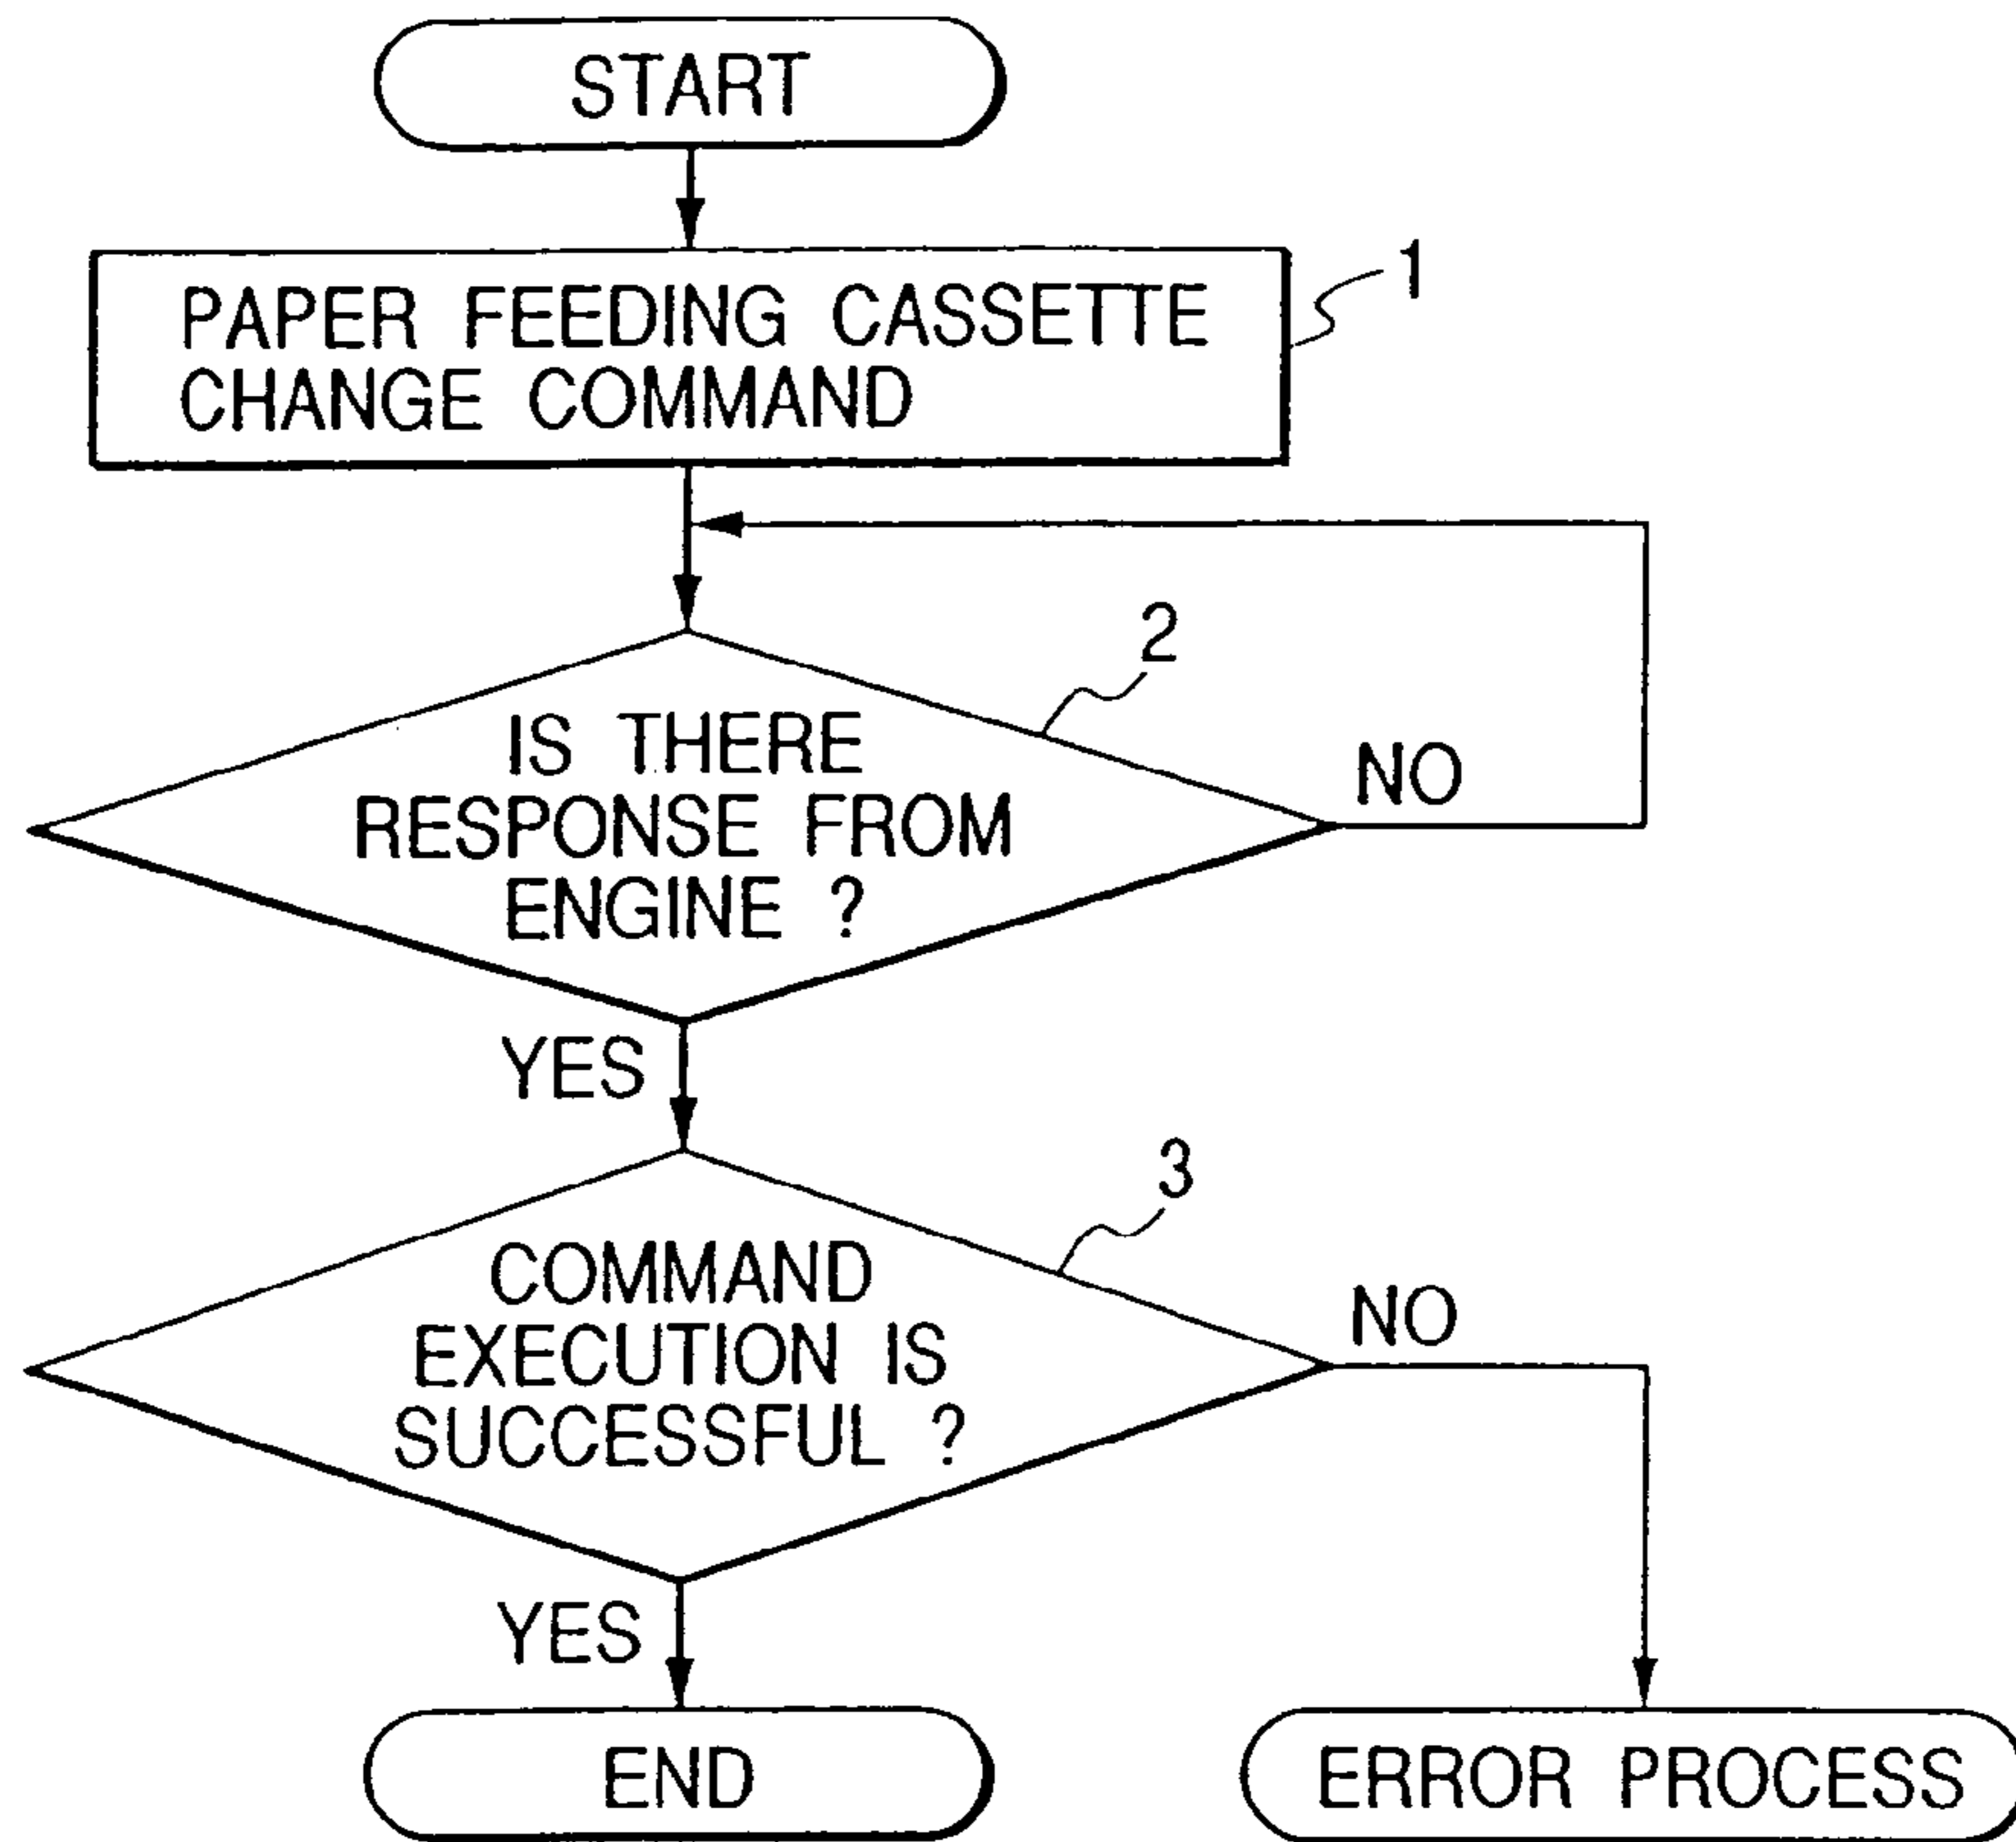 START
PAPER FEEDING CASSETTE
CHANGE COMMAND
1
2
IS THERE
RESPONSE FROM
ENGINE ?
NO
YES
3
COMMAND
EXECUTION IS
SUCCESSFUL ?
NO
YES
END
ERROR PROCESS